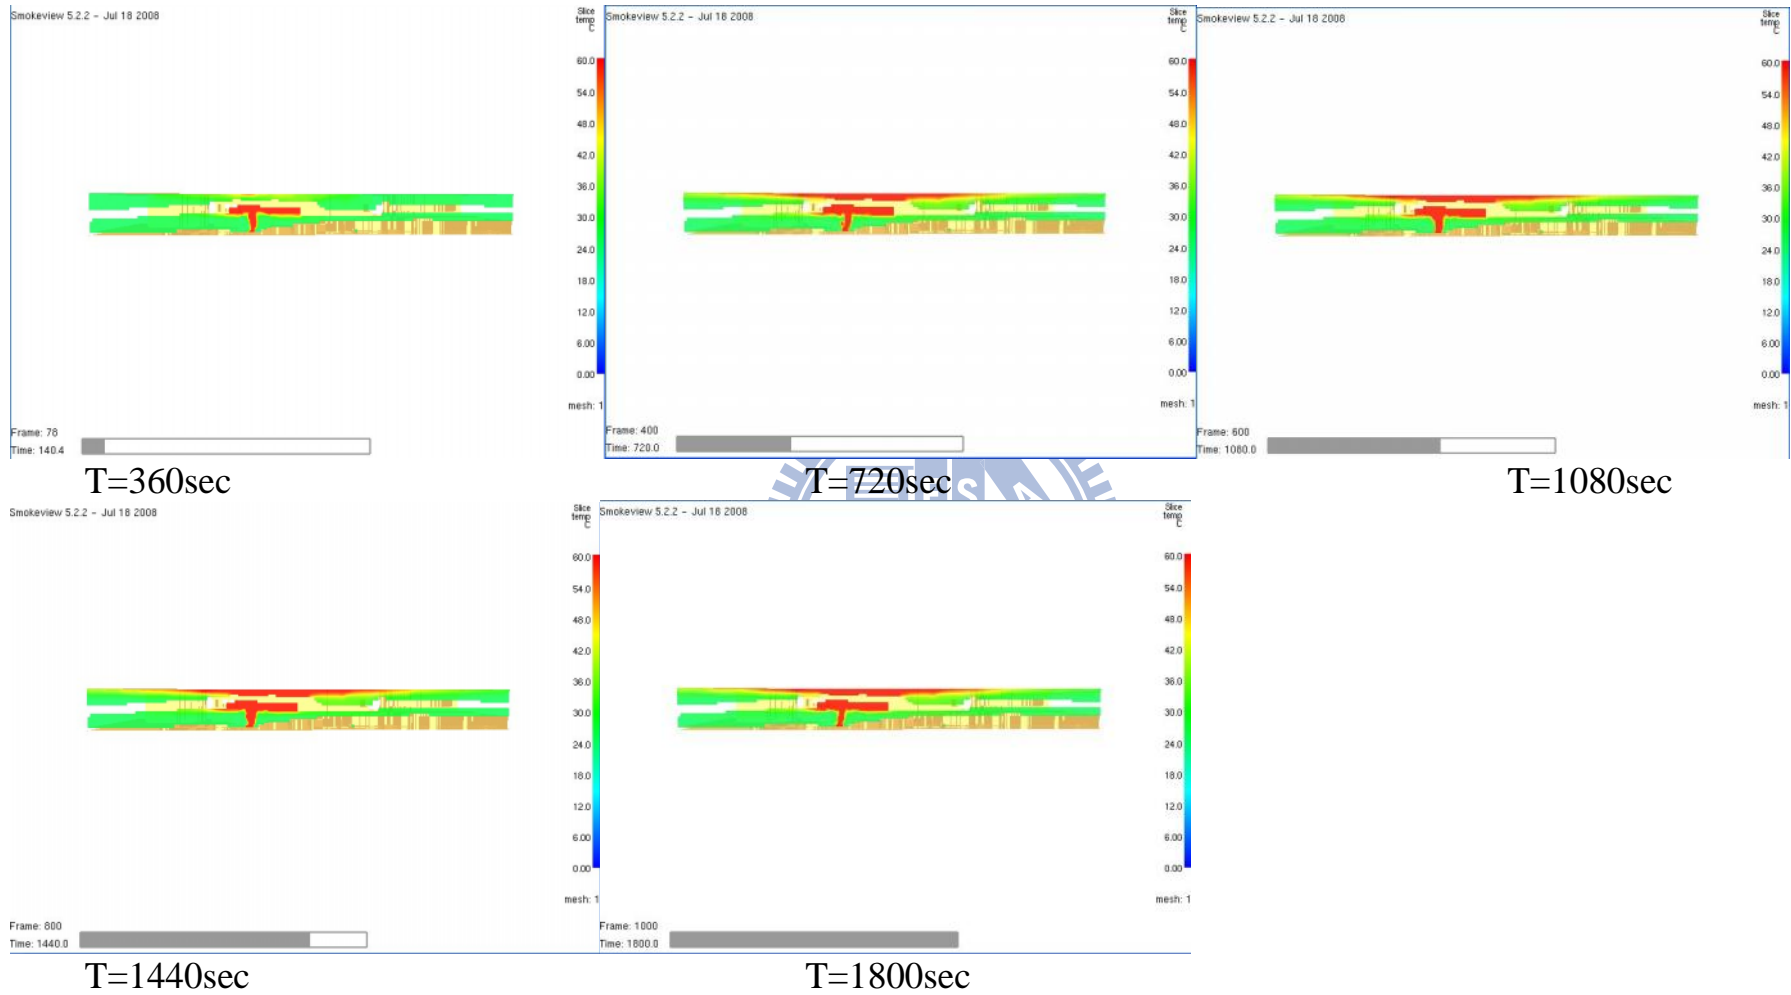 Smokeview 5.2.2 - Jul 18 2008
Slice
temp
C
60.0
54.0
48.0
42.0
36.0
30.0
24.0
18.0
12.0
6.00
0.00
mesh: 1
Frame: 78
Time: 140.4
T=360sec
Smokeview 5.2.2 - Jul 18 2008
Slice
temp
C
60.0
54.0
48.0
42.0
36.0
30.0
24.0
18.0
12.0
6.00
0.00
mesh: 1
Frame: 400
Time: 720.0
T=720sec
Smokeview 5.2.2 - Jul 18 2008
Slice
temp
C
60.0
54.0
48.0
42.0
36.0
30.0
24.0
18.0
12.0
6.00
0.00
mesh: 1
Frame: 600
Time: 1080.0
T=1080sec
Smokeview 5.2.2 - Jul 18 2008
Slice
temp
C
60.0
54.0
48.0
42.0
36.0
30.0
24.0
18.0
12.0
6.00
0.00
mesh: 1
Frame: 800
Time: 1440.0
T=1440sec
Smokeview 5.2.2 - Jul 18 2008
Slice
temp
C
60.0
54.0
48.0
42.0
36.0
30.0
24.0
18.0
12.0
6.00
0.00
mesh: 1
Frame: 1000
Time: 1800.0
T=1800sec